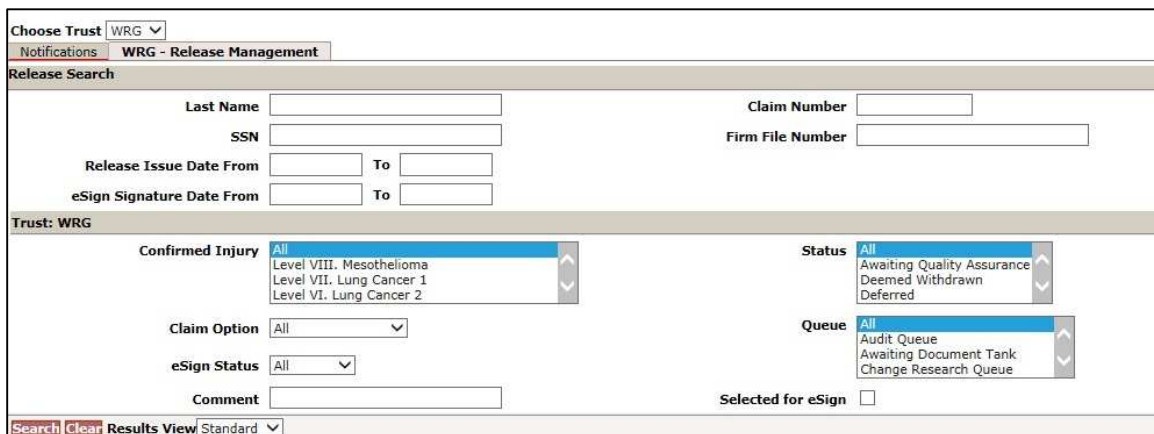 Choose Trust WRG
Notifications WRG - Release Management
Release Search
Last Name Claim Number
SSN Firm File Number
Release Issue Date From To
eSign Signature Date From To
Trust: WRG
Confirmed Injury All Status All
Level VIII. Mesothelioma Awaiting Quality Assurance
Level VII. Lung Cancer 1 Deemed Withdrawn
Level VI. Lung Cancer 2 Deferred
Claim Option All Queue All
Audit Queue
eSign Status All Awaiting Document Tank
Change Research Queue
Comment Selected for eSign
Search Clear Results View Standard